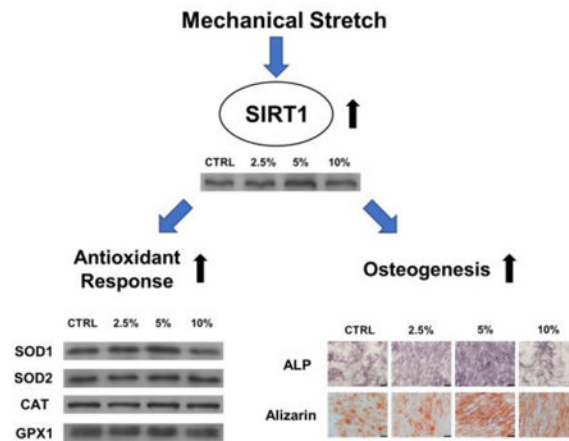 Mechanical Stretch
SIRT1
CTRL 2.5% 5% 10%
Antioxidant
Response
Osteogenesis
CTRL 2.5% 5% 10%
SOD1
SOD2
CAT
GPX1
CTRL 2.5% 5% 10%
ALP
Alizarin